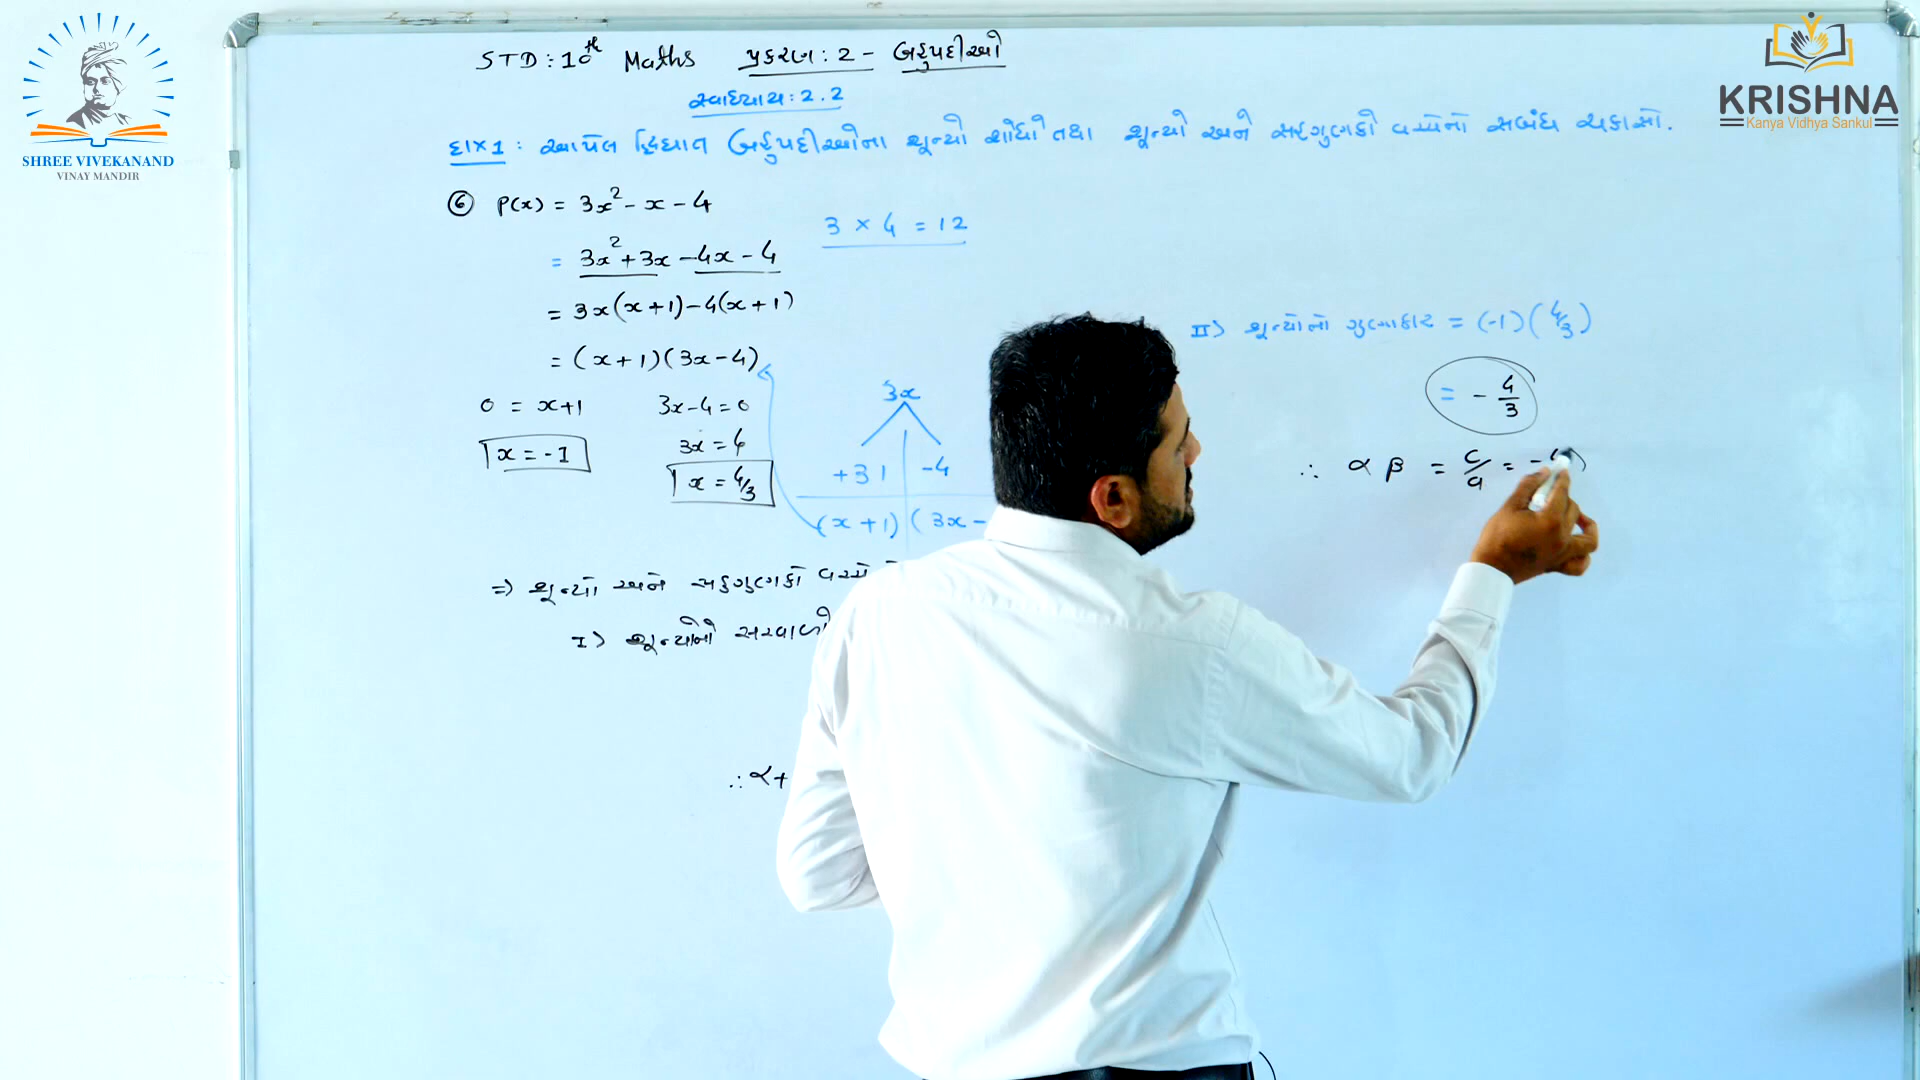 SHREE VIVEKANAND
VINAY MANDIR
KRISHNA
Kanya Vidhya Sankul
STD : 10th Maths પ્રકરણ : 2 - બહુપદીઓ
સ્વાધ્યાય : 2.2
દાખ 1 : આપેલ દ્વિઘાત બહુપદીઓના શૂન્યો શોધો તથા શૂન્યો અને સહગુણકો વચ્ચેનો સબંધ ચકાસો.
⑥ P(x) = 3x² - x - 4
3 × 4 = 12
= 3x² + 3x - 4x - 4
= 3x(x+1) - 4(x+1)
= (x+1)(3x-4)
0 = x+1 3x-4=0
3x = 4
x = -1 x = 4/3
3x
+3 1 -4
(x+1) (3x -
⇒ શૂન્યો અને સહગુણકો વચ્ચે
I> શૂન્યોનો સરવાળો
∴ α +
II> શૂન્યોનો ગુણાકાર = (-1)(4/3)
= - 4/3
∴ α β = c/a = -4